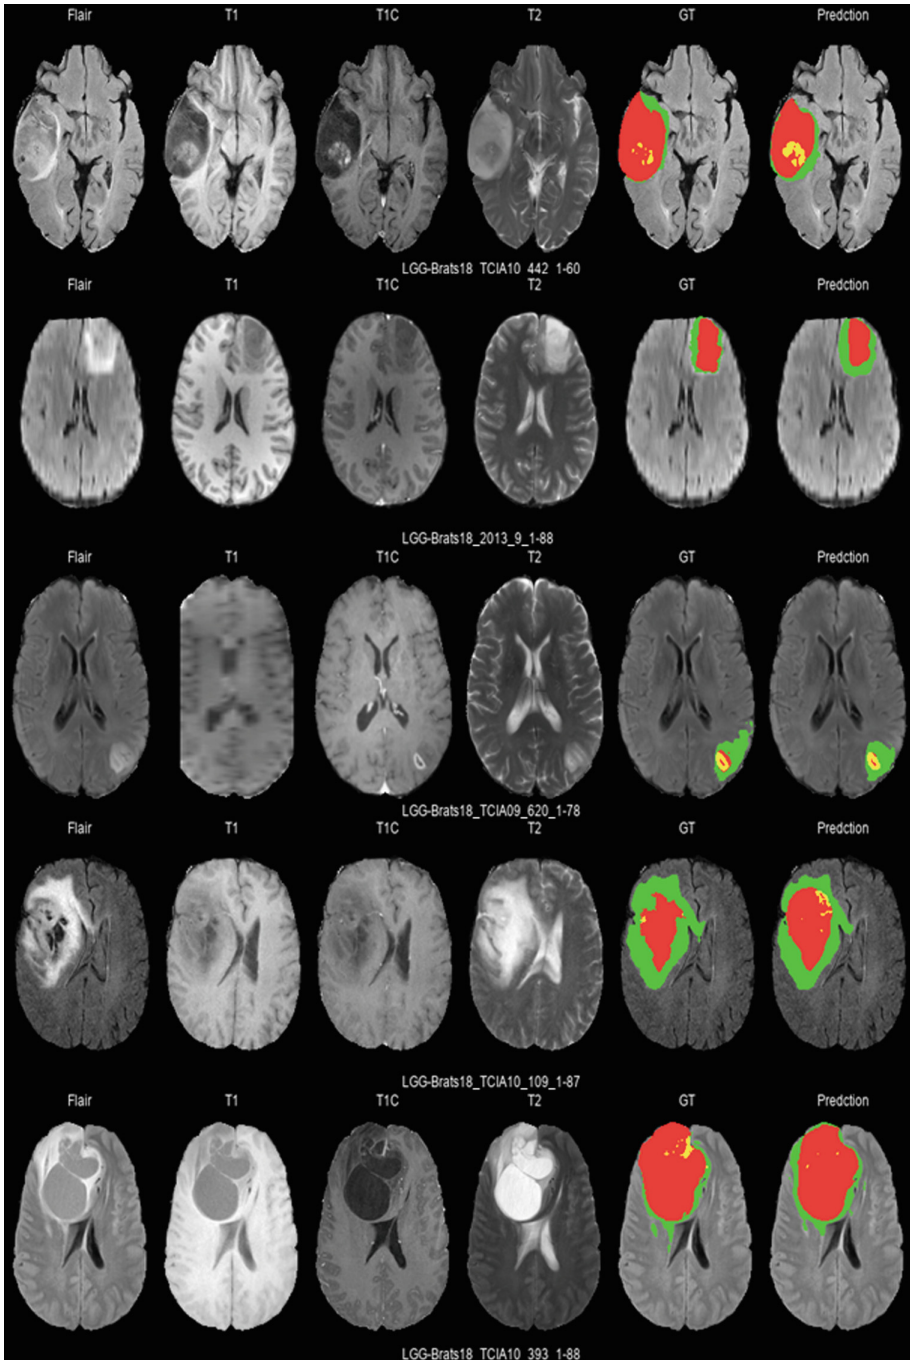 Flair T1 T1C T2 GT Predction
LGG-Brats18_TCIA10_442_1-60
Flair T1 T1C T2 GT Predction
LGG-Brats18_2013_9_1-88
Flair T1 T1C T2 GT Predction
LGG-Brats18_TCIA09_620_1-78
Flair T1 T1C T2 GT Predction
LGG-Brats18_TCIA10_109_1-87
Flair T1 T1C T2 GT Predction
LGG-Brats18_TCIA10_393_1-88